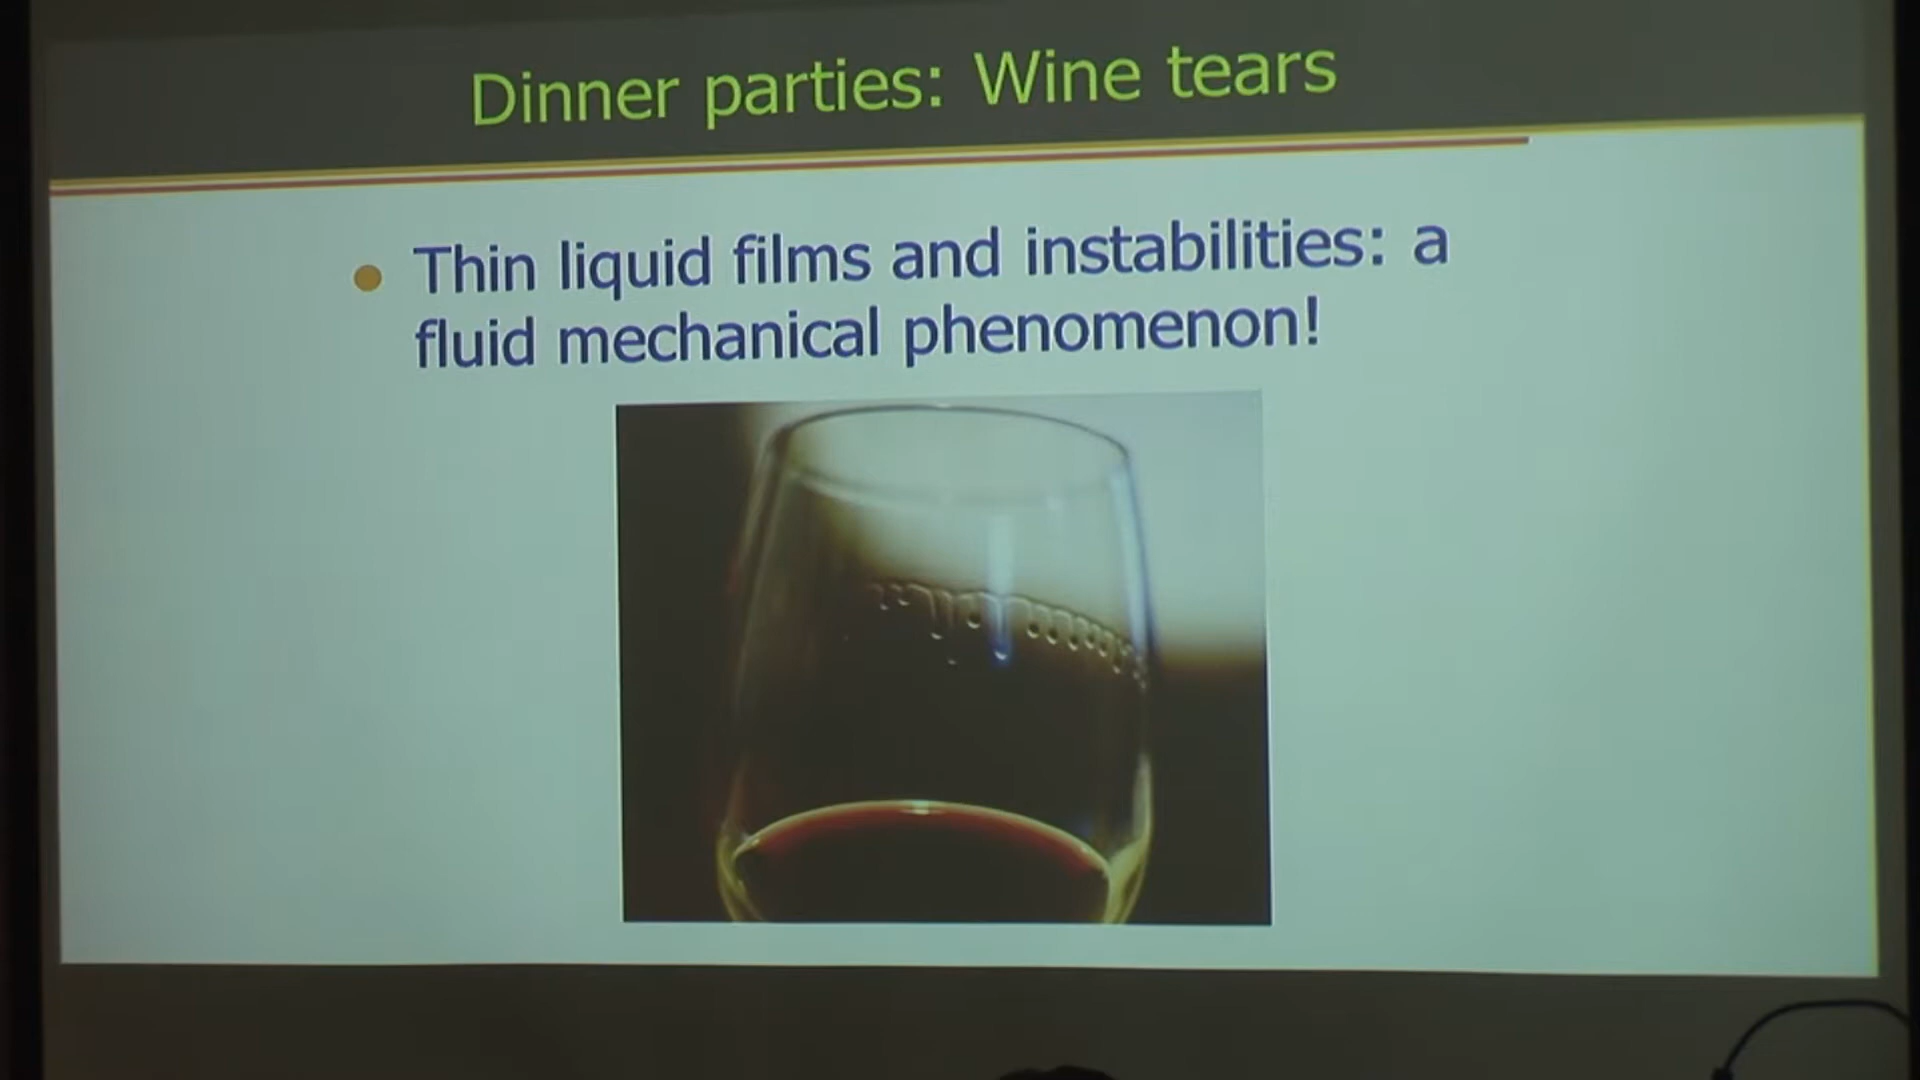 Dinner parties: Wine tears
Thin liquid films and instabilities: a
fluid mechanical phenomenon!